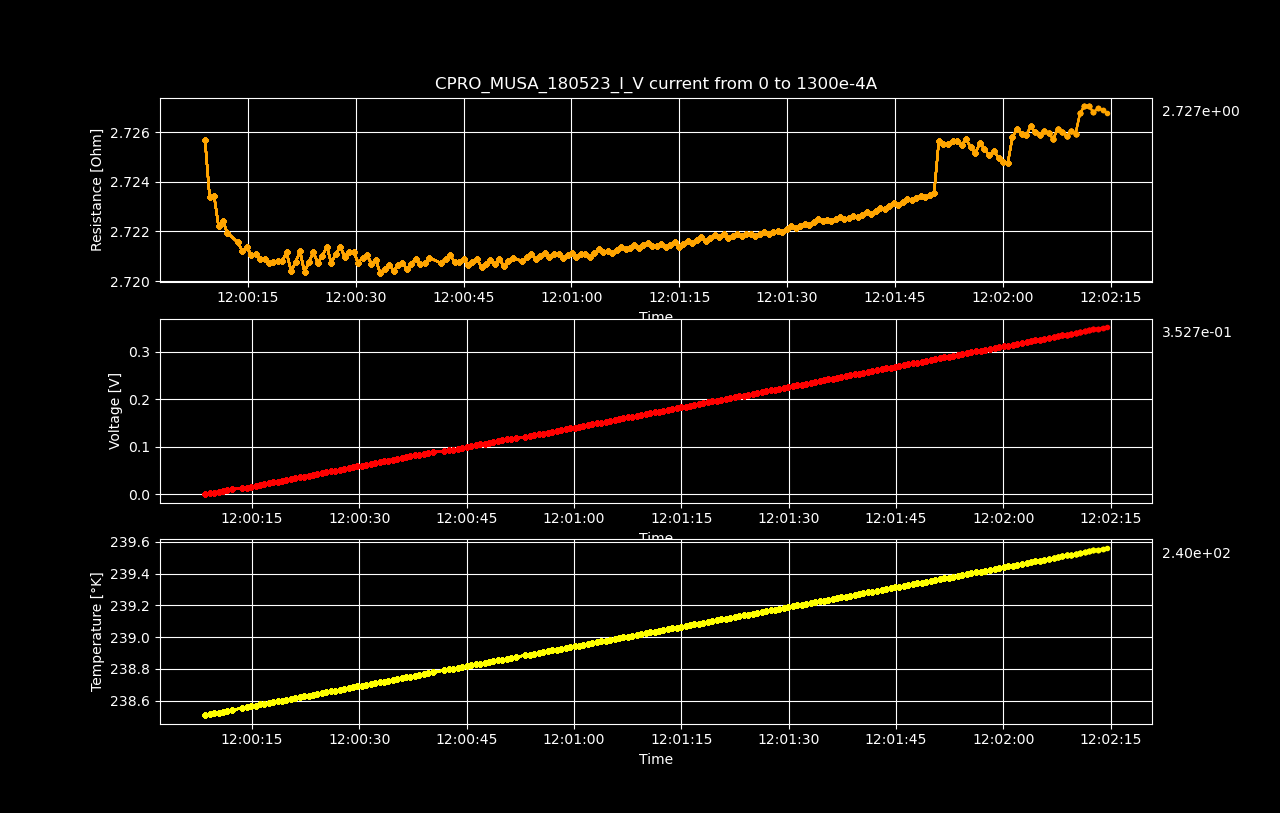 CPRO_MUSA_180523_I_V current from 0 to 1300e-4A
2.727e+00
Resistance [Ohm]
2.726
2.724
2.722
2.720
12:00:15 12:00:30 12:00:45 12:01:00 12:01:15 12:01:30 12:01:45 12:02:00 12:02:15
Time
3.527e-01
Voltage [V]
0.3
0.2
0.1
0.0
12:00:15 12:00:30 12:00:45 12:01:00 12:01:15 12:01:30 12:01:45 12:02:00 12:02:15
Time
2.40e+02
Temperature [°K]
239.6
239.4
239.2
239.0
238.8
238.6
12:00:15 12:00:30 12:00:45 12:01:00 12:01:15 12:01:30 12:01:45 12:02:00 12:02:15
Time